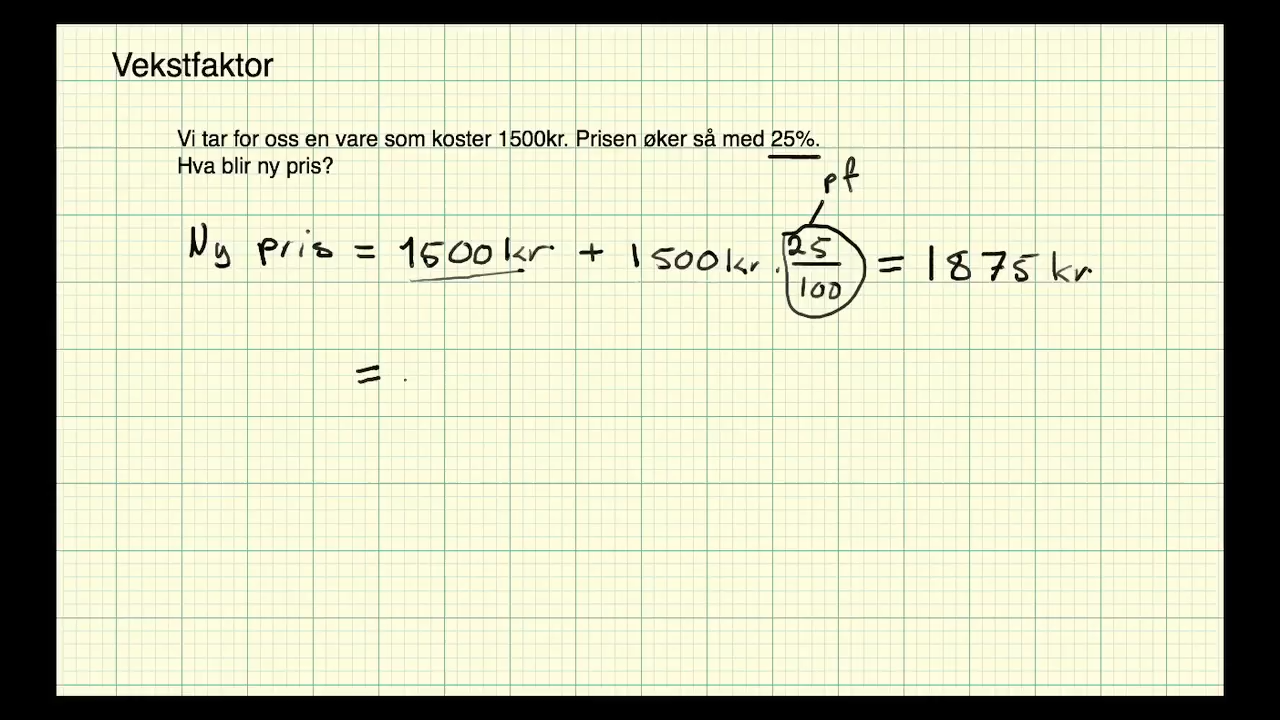 Vekstfaktor
Vi tar for oss en vare som koster 1500kr. Prisen øker så med 25%.
Hva blir ny pris?
pf
Ny pris = 1500kr + 1500kr · 25/100 = 1875 kr.
=